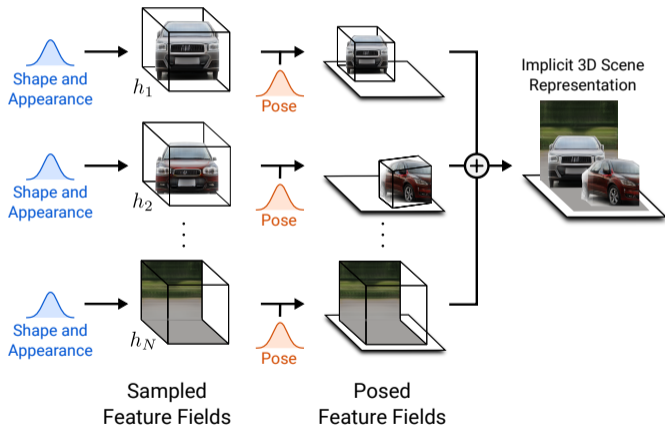 Shape and
Appearance
h₁
Pose
Implicit 3D Scene
Representation
Shape and
Appearance
h₂
Pose
+
Shape and
Appearance
h_N
Pose
Sampled
Feature Fields
Posed
Feature Fields